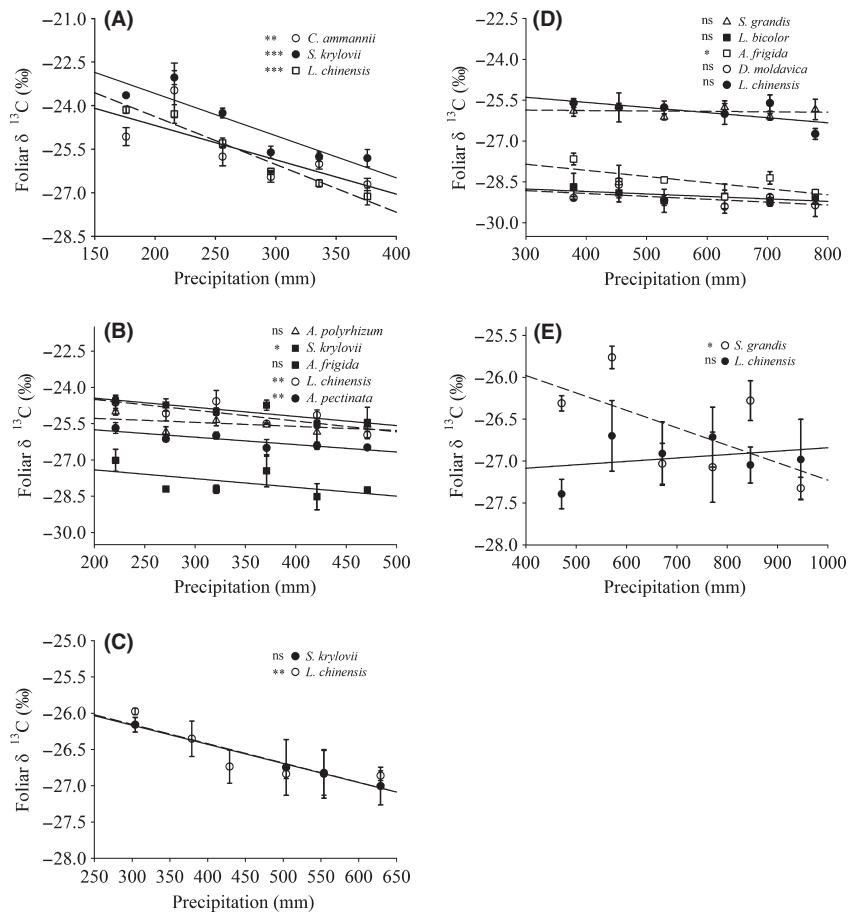 (A)
** C. ammannii
*** S. krylovii
*** L. chinensis
−21.0
−22.5
−24.0
−25.5
−27.0
−28.5
Foliar δ 13C (‰)
150 200 250 300 350 400
Precipitation (mm)
(B)
ns A. polyrhizum
* S. krylovii
ns A. frigida
** L. chinensis
** A. pectinata
−22.5
−24.0
−25.5
−27.0
−28.5
−30.0
Foliar δ 13C (‰)
200 250 300 350 400 450 500
Precipitation (mm)
(C)
ns S. krylovii
** L. chinensis
−25.0
−25.5
−26.0
−26.5
−27.0
−27.5
−28.0
Foliar δ 13C (‰)
250 300 350 400 450 500 550 600 650
Precipitation (mm)
(D)
ns S. grandis
ns L. bicolor
* A. frigida
ns D. moldavica
ns L. chinensis
−22.5
−24.0
−25.5
−27.0
−28.5
−30.0
Foliar δ 13C (‰)
300 400 500 600 700 800
Precipitation (mm)
(E)
* S. grandis
ns L. chinensis
−25.5
−26.0
−26.5
−27.0
−27.5
−28.0
Foliar δ 13C (‰)
400 500 600 700 800 900 1000
Precipitation (mm)